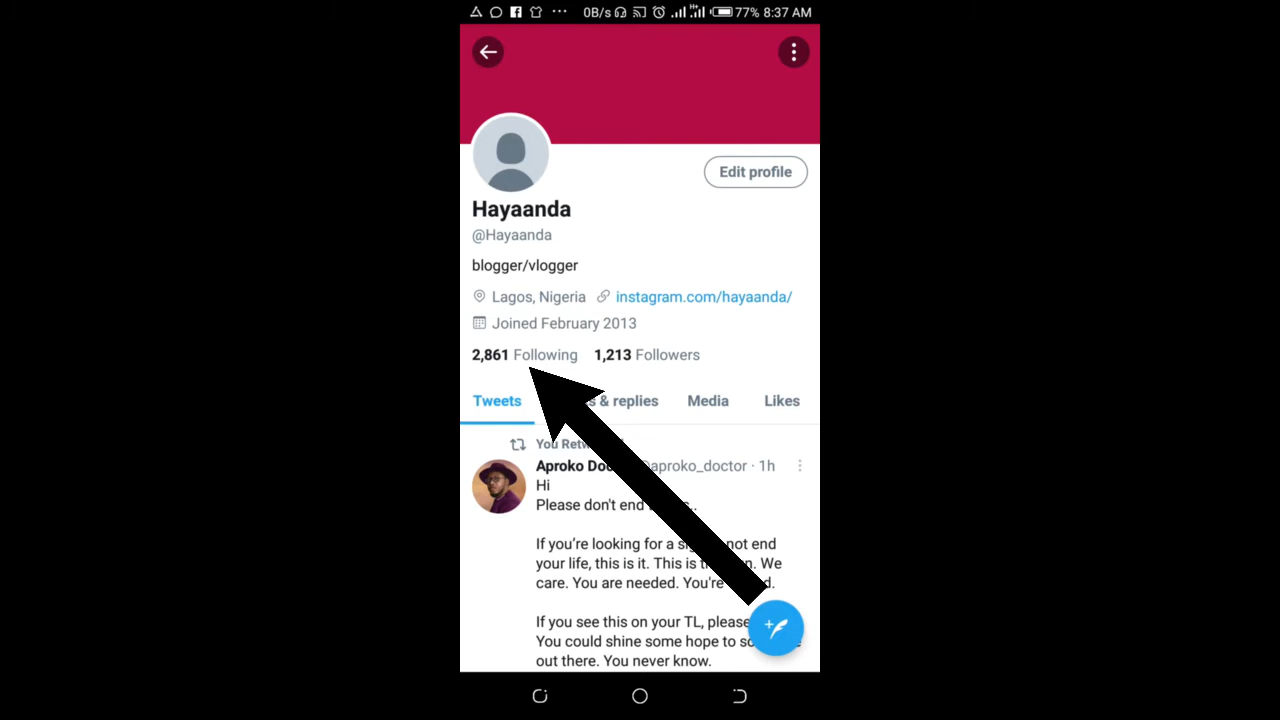 0B/s H+ 77% 8:37 AM
Edit profile
Hayaanda
@Hayaanda
blogger/vlogger
Lagos, Nigeria instagram.com/hayaanda/
Joined February 2013
2,861 Following 1,213 Followers
Tweets & replies Media Likes
You
Aproko aproko_doctor · 1h
Hi
Please don't end
If you're looking for a not end
your life, this is it. This is We
care. You are needed. You're
If you see this on your TL, please
You could shine some hope to
out there. You never know.